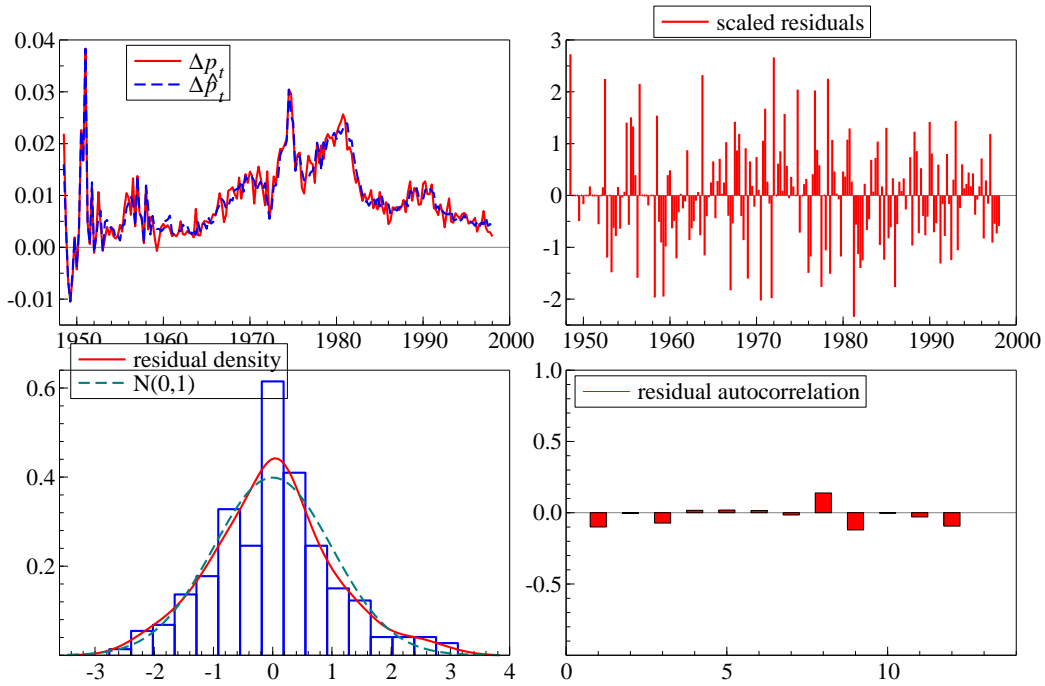 Δp t
Δp̂ t
0.04
0.03
0.02
0.01
0.00
-0.01
1950 1960 1970 1980 1990 2000
scaled residuals
3
2
1
0
-1
-2
1950 1960 1970 1980 1990 2000
residual density
N(0,1)
0.6
0.4
0.2
-3 -2 -1 0 1 2 3 4
residual autocorrelation
1.0
0.5
0.0
-0.5
0 5 10